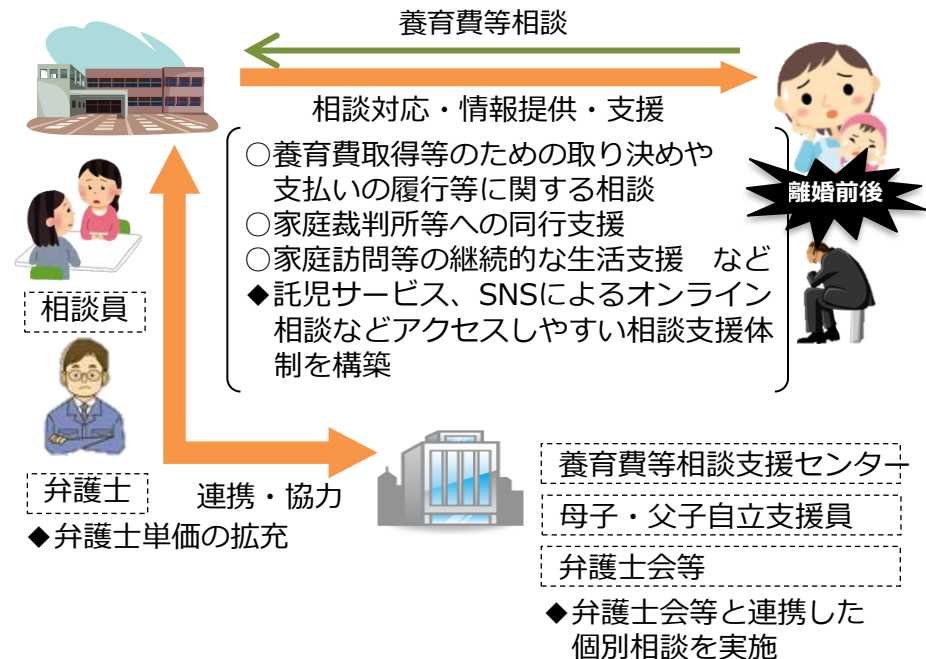 養育費等相談
相談対応・情報提供・支援
○養育費取得等のための取り決めや
支払いの履行等に関する相談
○家庭裁判所等への同行支援
○家庭訪問等の継続的な生活支援　など
◆託児サービス、SNSによるオンライン
相談などアクセスしやすい相談支援体
制を構築
離婚前後
相談員
弁護士
◆弁護士単価の拡充
連携・協力
養育費等相談支援センター
母子・父子自立支援員
弁護士会等
◆弁護士会等と連携した
個別相談を実施